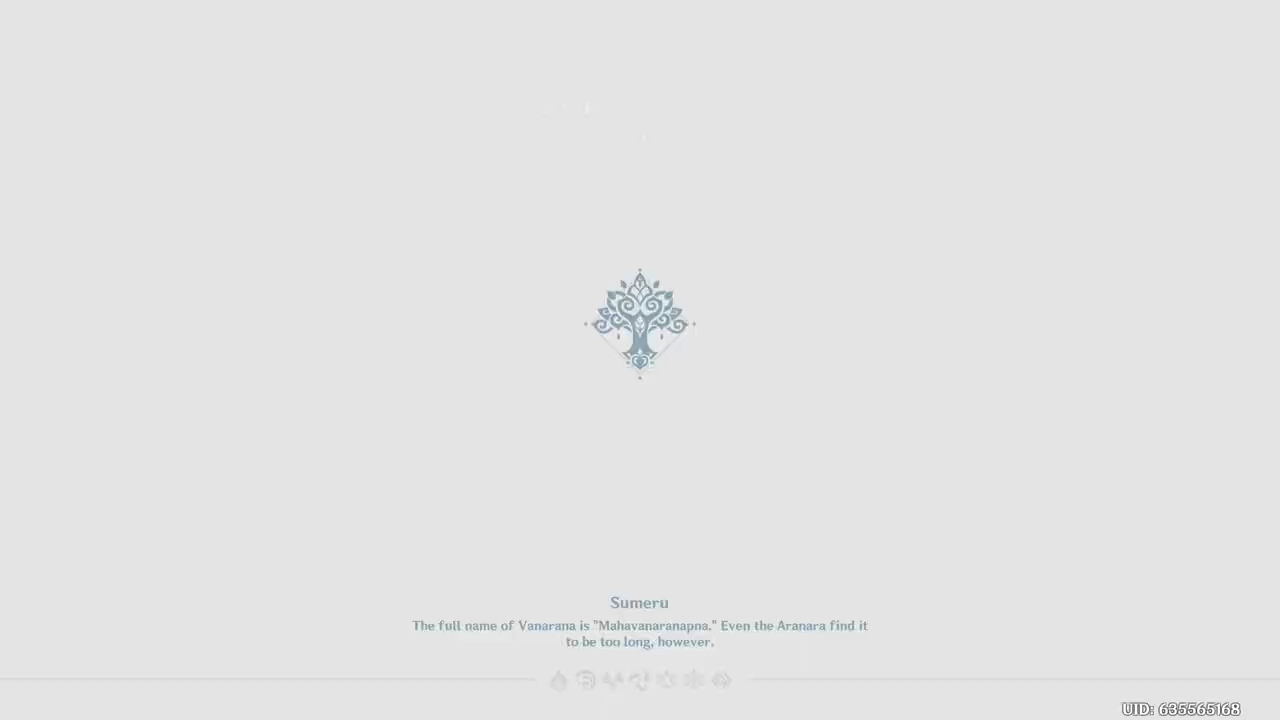 Sumeru
The full name of Vanarana is "Mahavanaranapna." Even the Aranara find it
to be too long, however.
UID: 635565168